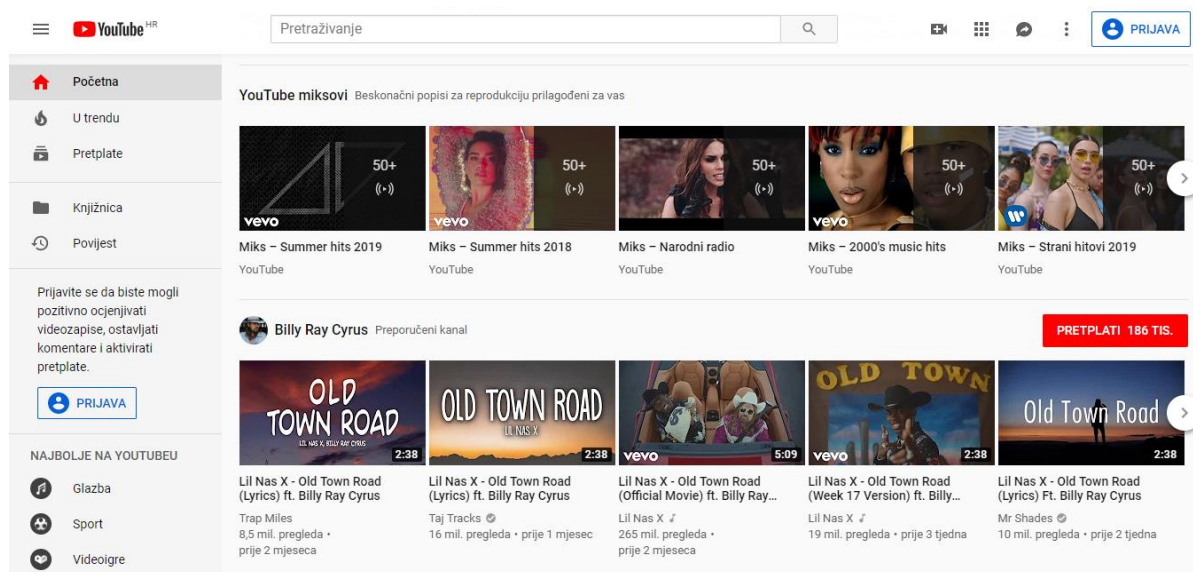 YouTube HR
Pretraživanje
PRIJAVA
Početna
U trendu
Pretplate
Knjižnica
Povijest
Prijavite se da biste mogli
pozitivno ocjenjivati
videozapise, ostavljati
komentare i aktivirati
pretplate.
PRIJAVA
NAJBOLJE NA YOUTUBEU
Glazba
Sport
Videoigre
YouTube miksovi Beskonačni popisi za reprodukciju prilagođeni za vas
50+ 50+ 50+ 50+ 50+
vevo vevo vevo
Miks – Summer hits 2019
YouTube
Miks – Summer hits 2018
YouTube
Miks – Narodni radio
YouTube
Miks – 2000's music hits
YouTube
Miks – Strani hitovi 2019
YouTube
Billy Ray Cyrus Preporučeni kanal
PRETPLATI 186 TIS.
OLD
TOWN ROAD
LIL NAS X, BILLY RAY CYRUS
2:38
Lil Nas X - Old Town Road
(Lyrics) ft. Billy Ray Cyrus
Trap Miles
8,5 mil. pregleda •
prije 2 mjeseca
OLD TOWN ROAD
LIL NAS X
2:38
Lil Nas X - Old Town Road
(Lyrics) ft. Billy Ray Cyrus
Taj Tracks
16 mil. pregleda • prije 1 mjesec
vevo
5:09
Lil Nas X - Old Town Road
(Official Movie) ft. Billy Ray...
Lil Nas X
265 mil. pregleda •
prije 2 mjeseca
OLD TOWN
vevo
2:38
Lil Nas X - Old Town Road
(Week 17 Version) ft. Billy...
Lil Nas X
19 mil. pregleda • prije 3 tjedna
Old Town Road
2:38
Lil Nas X - Old Town Road
(Lyrics) Ft. Billy Ray Cyrus
Mr Shades
10 mil. pregleda • prije 2 tjedna